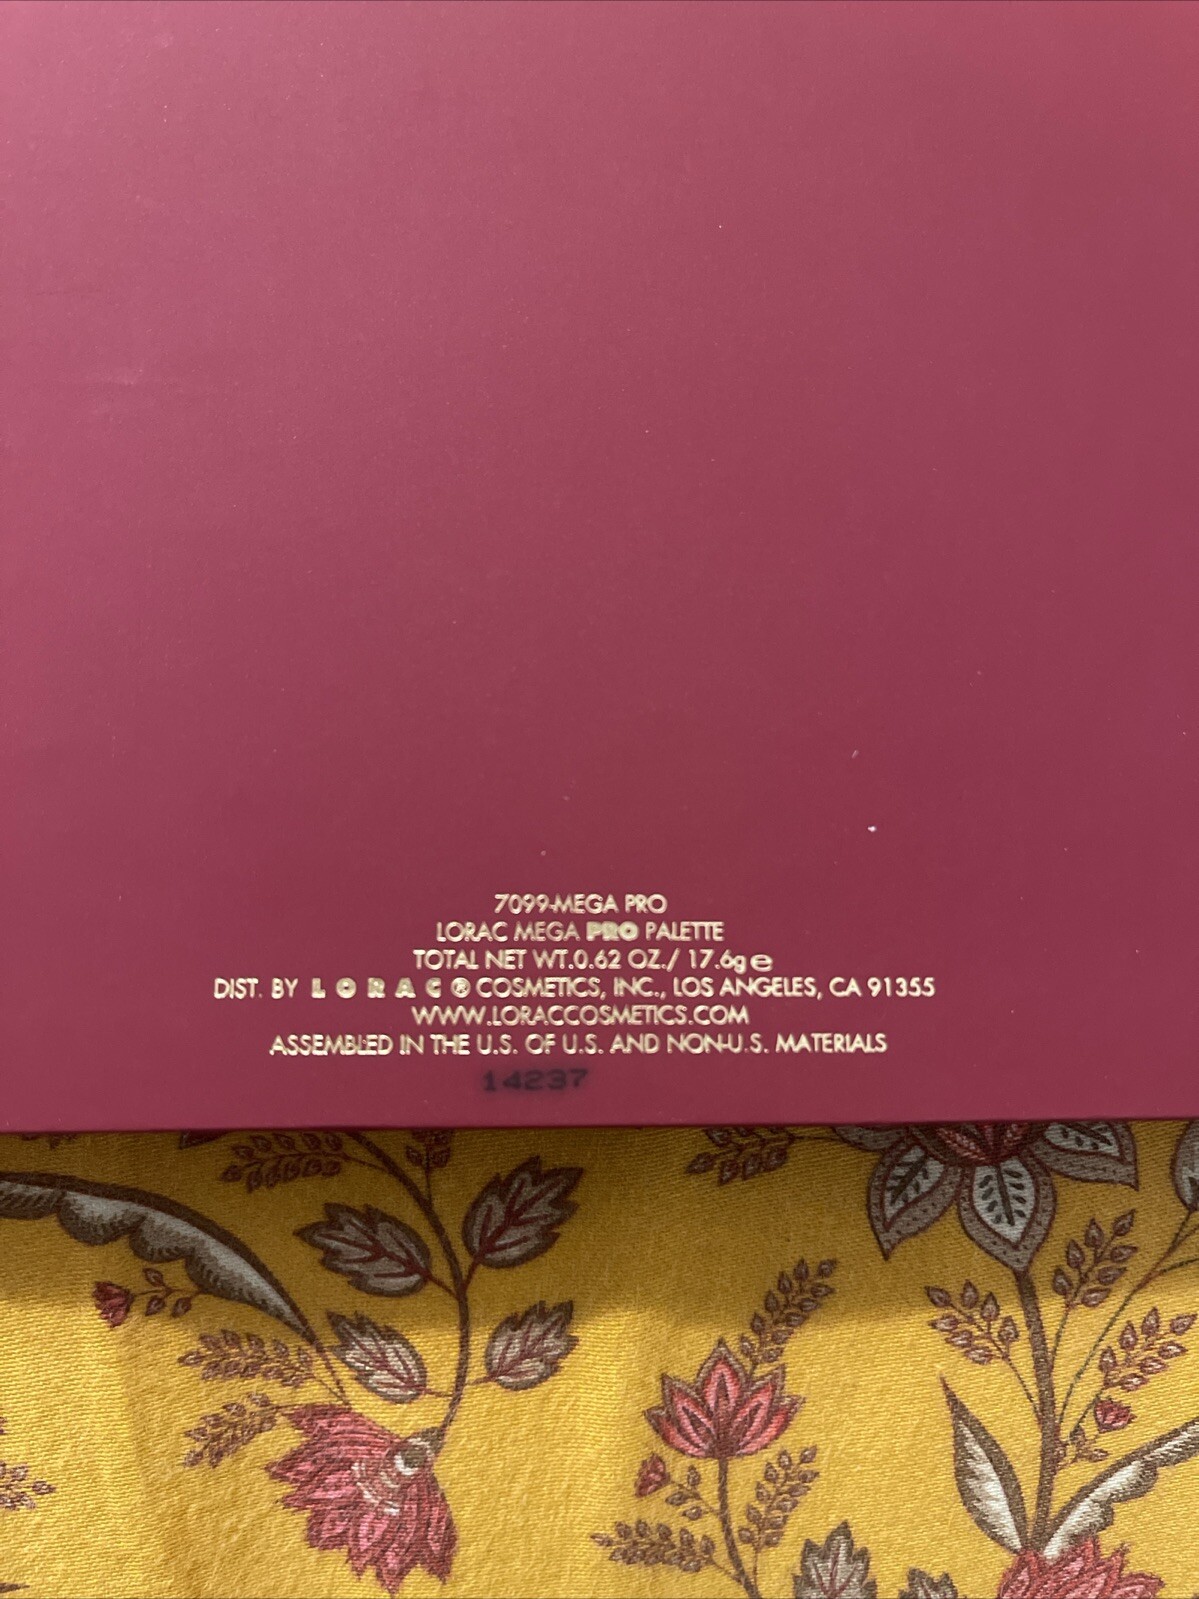 7099-MEGA PRO
LORAC MEGA PRO PALETTE
TOTAL NET WT.0.62 OZ./ 17.6g e
DIST. BY LORAC® COSMETICS, INC., LOS ANGELES, CA 91355
WWW.LORACCOSMETICS.COM
ASSEMBLED IN THE U.S. OF U.S. AND NON-U.S. MATERIALS
14237